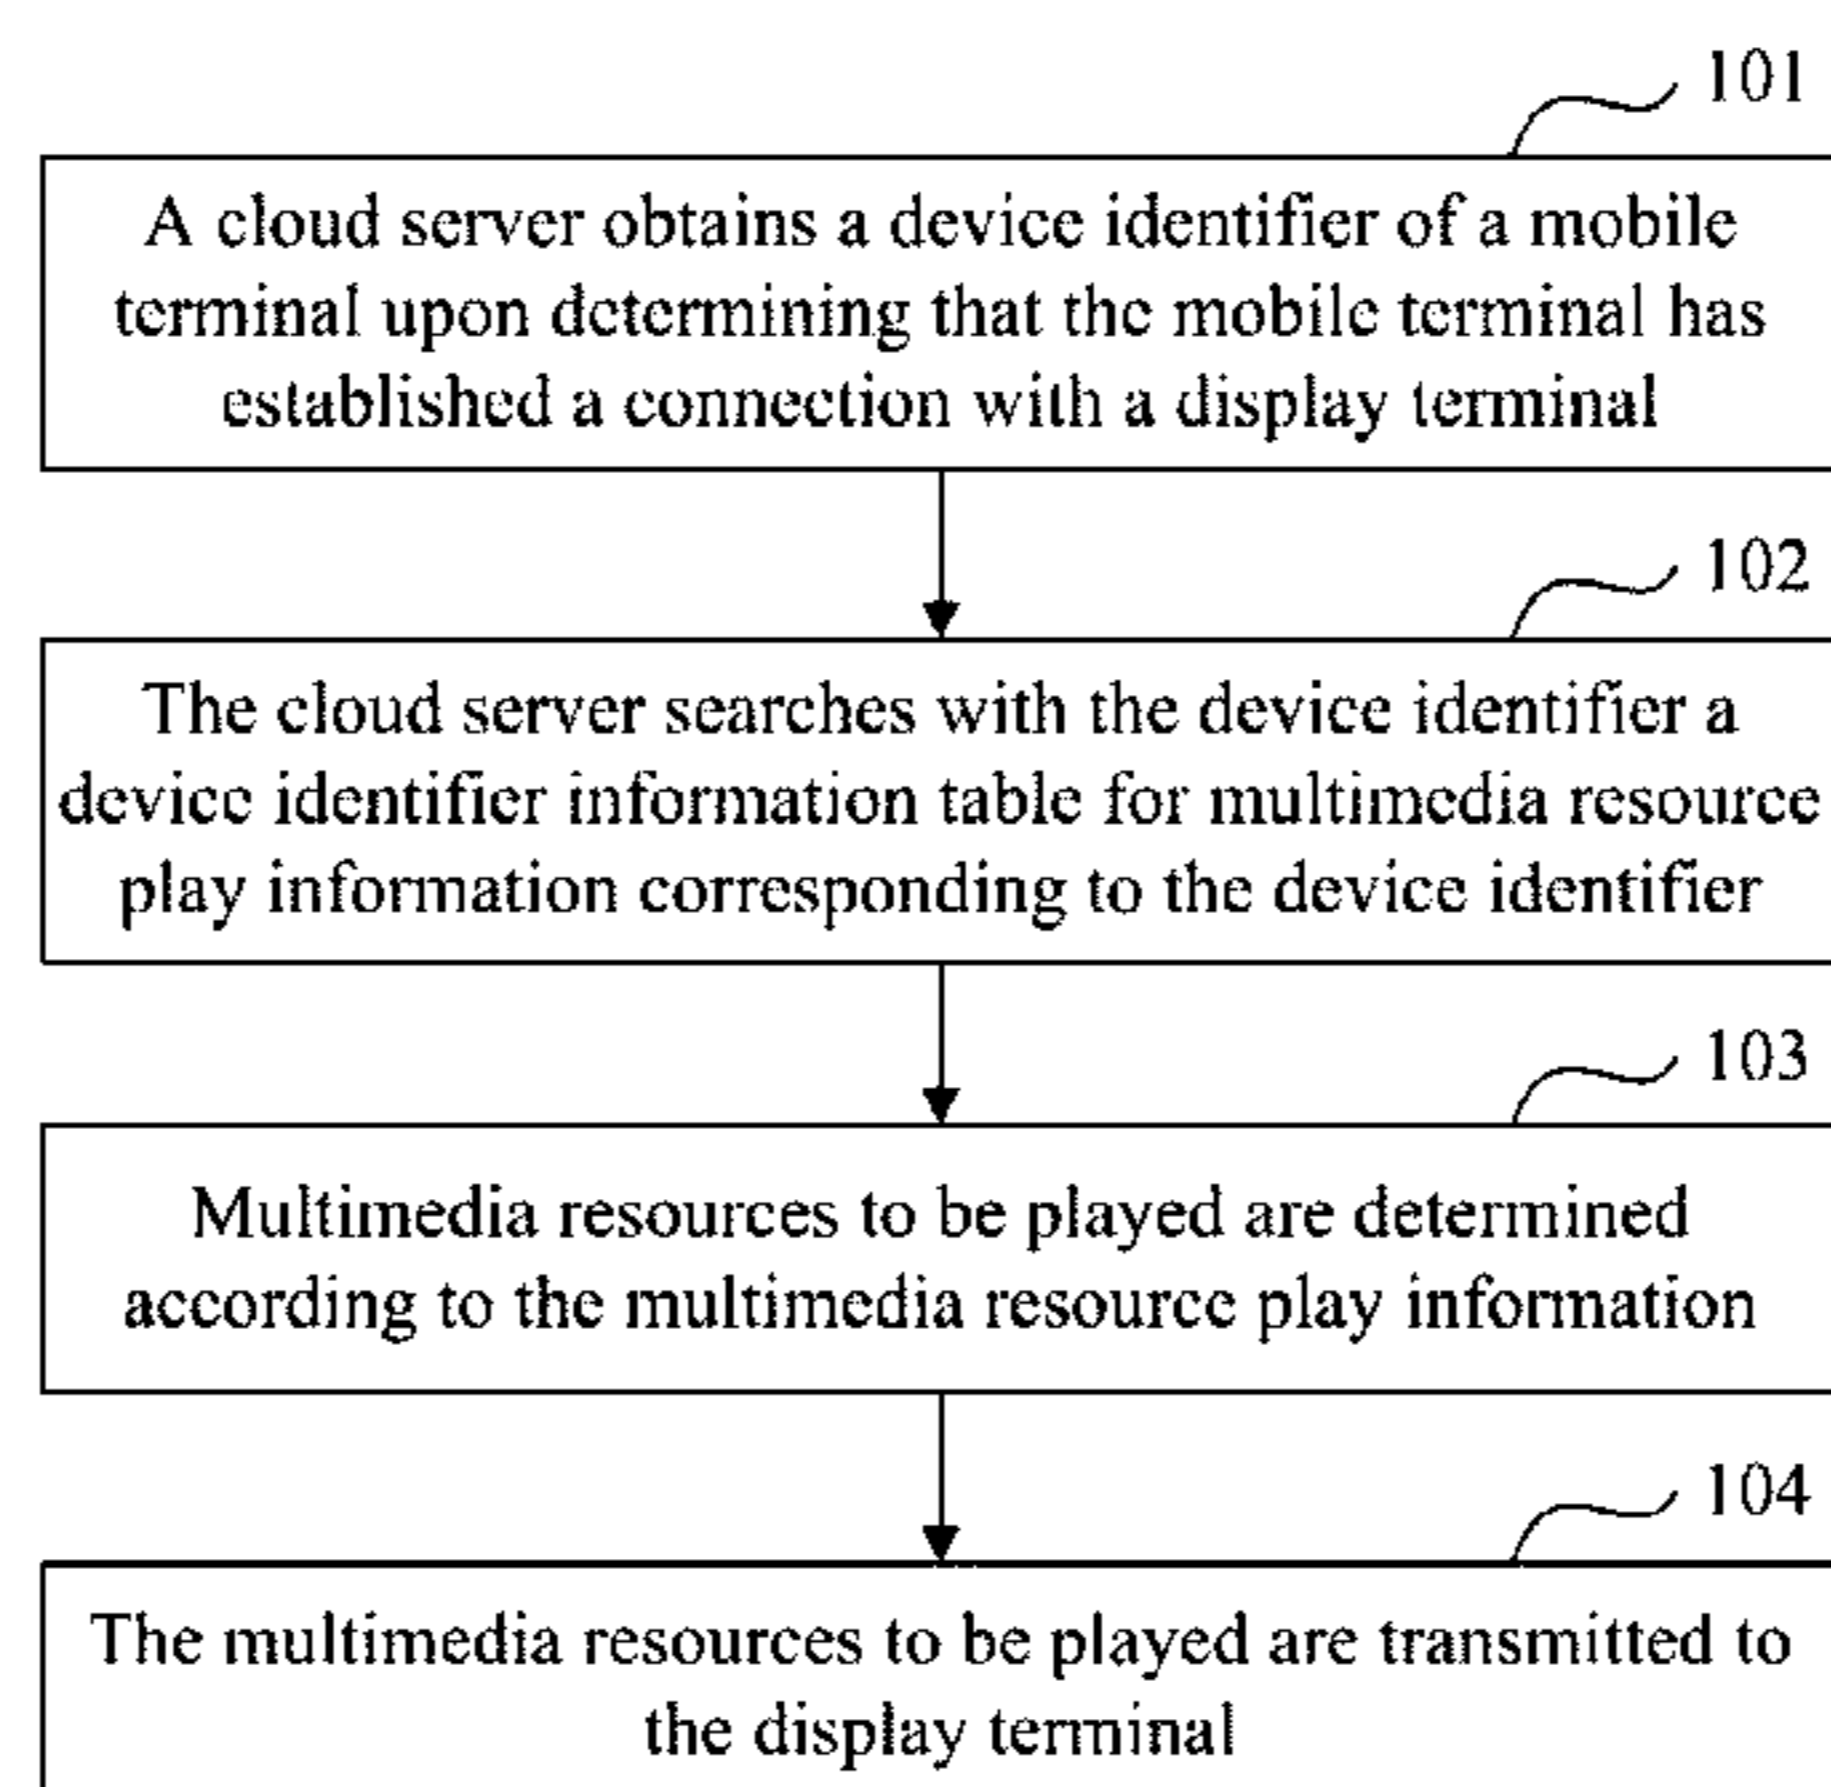 101
A cloud server obtains a device identifier of a mobile
terminal upon determining that the mobile terminal has
established a connection with a display terminal
102
The cloud server searches with the device identifier a
device identifier information table for multimedia resource
play information corresponding to the device identifier
103
Multimedia resources to be played are determined
according to the multimedia resource play information
104
The multimedia resources to be played are transmitted to
the display terminal